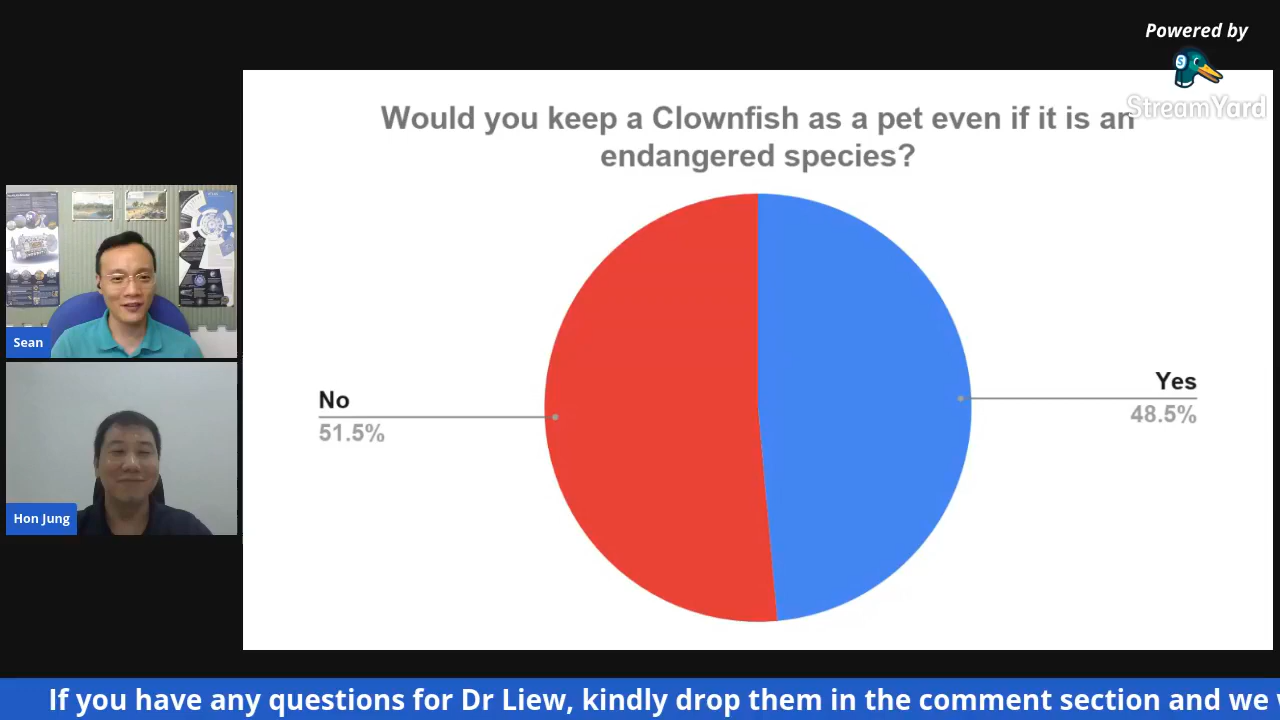 Powered by
StreamYard
Would you keep a Clownfish as a pet even if it is an
endangered species?
No
51.5%
Yes
48.5%
Sean
Hon Jung
If you have any questions for Dr Liew, kindly drop them in the comment section and we